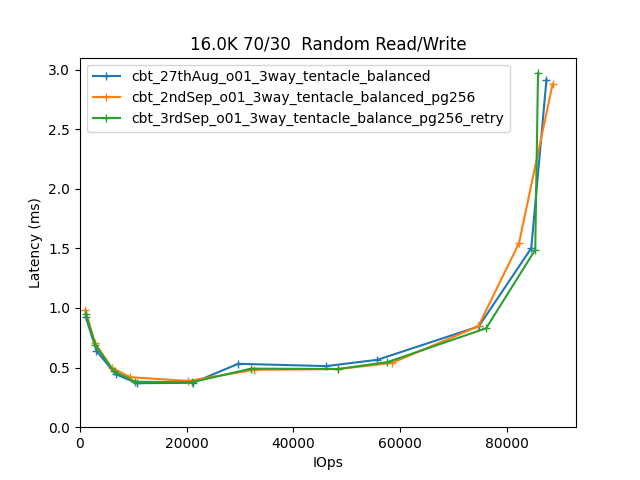 16.0K 70/30  Random Read/Write
cbt_27thAug_o01_3way_tentacle_balanced
cbt_2ndSep_o01_3way_tentacle_balanced_pg256
cbt_3rdSep_o01_3way_tentacle_balance_pg256_retry
Latency (ms)
3.0
2.5
2.0
1.5
1.0
0.5
0.0
0 20000 40000 60000 80000
IOps